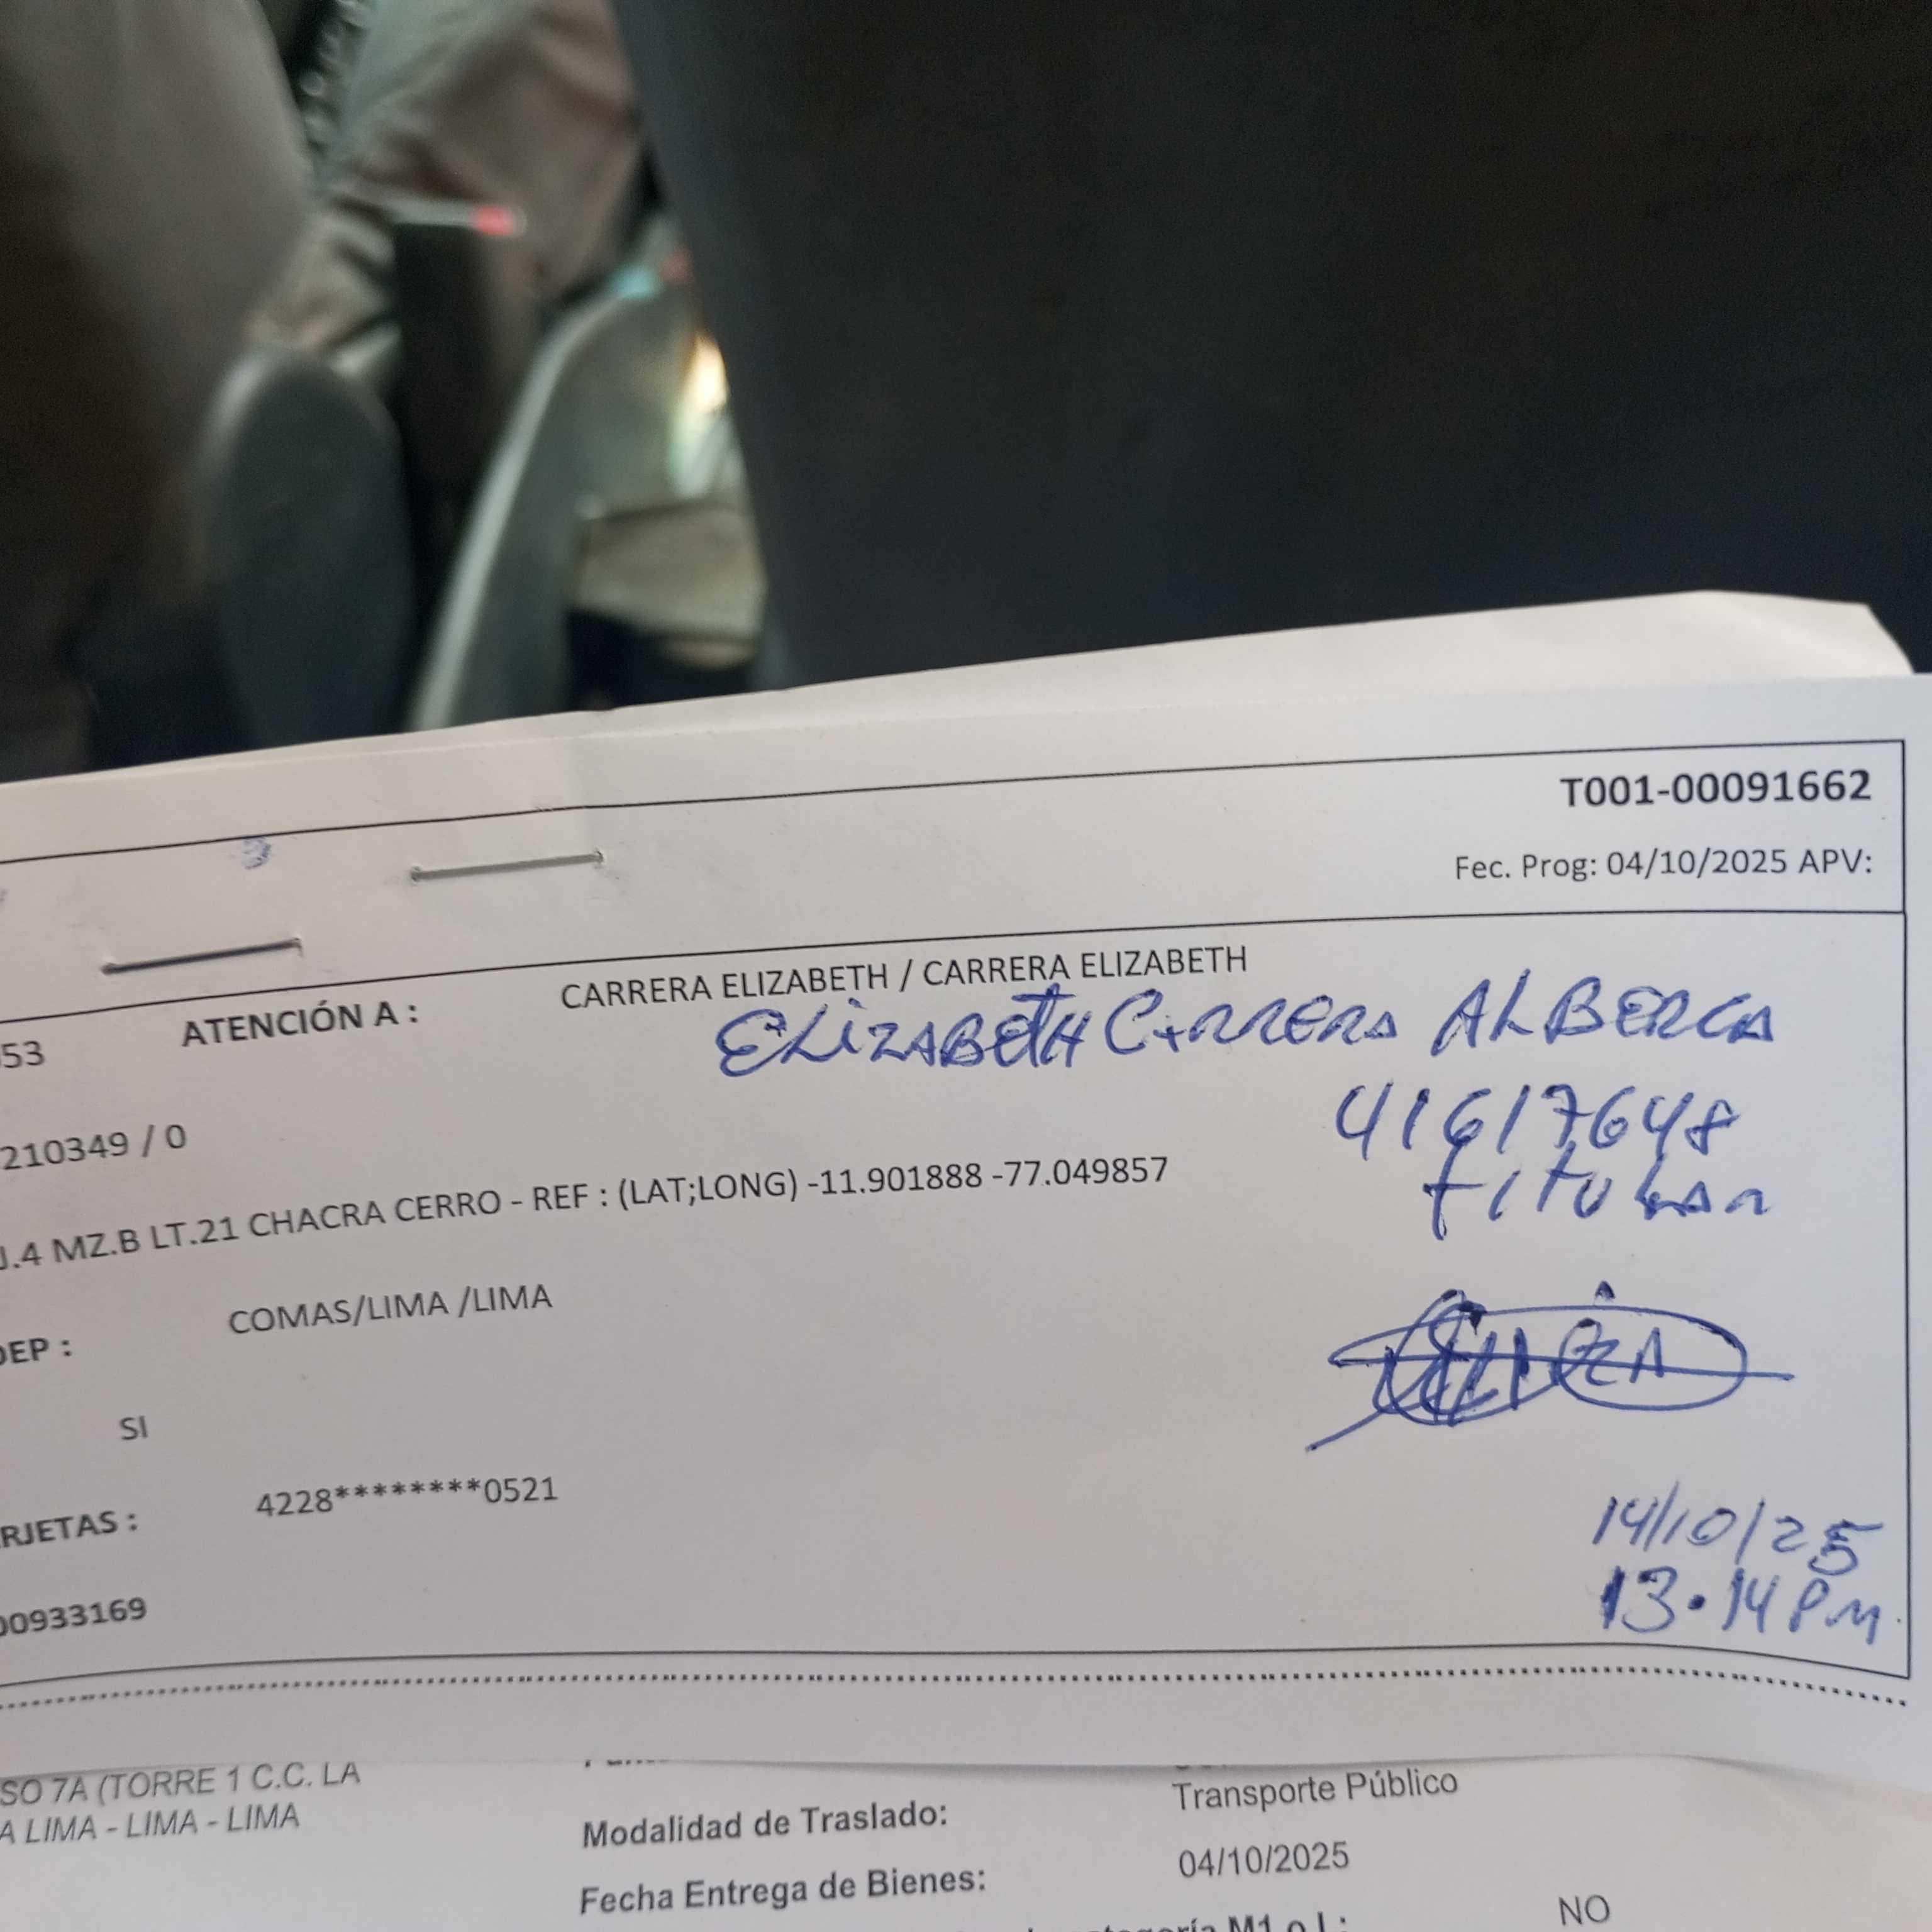 T001-00091662
Fec. Prog: 04/10/2025 APV:
53 ATENCIÓN A : CARRERA ELIZABETH / CARRERA ELIZABETH
ELIZABETH CARRERA ALBERCA
210349 / 0
41617648
titular
.4 MZ.B LT.21 CHACRA CERRO - REF : (LAT;LONG) -11.901888 -77.049857
DEP : COMAS/LIMA /LIMA
SI
RJETAS : 4228********0521
14/10/25
13.14 PM
00933169
SO 7A (TORRE 1 C.C. LA
A LIMA - LIMA - LIMA
Modalidad de Traslado: Transporte Público
Fecha Entrega de Bienes: 04/10/2025
M1 o L: NO